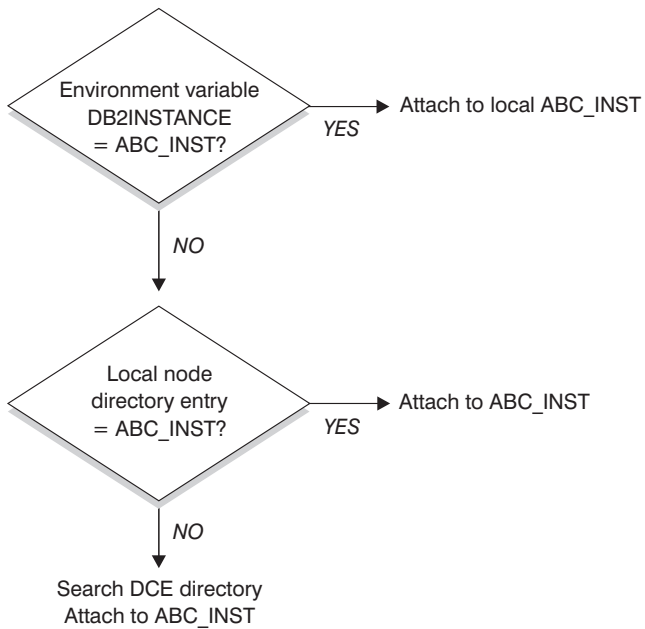 Environment variable
DB2INSTANCE
= ABC_INST?
YES
Attach to local ABC_INST
NO
Local node
directory entry
= ABC_INST?
YES
Attach to ABC_INST
NO
Search DCE directory
Attach to ABC_INST